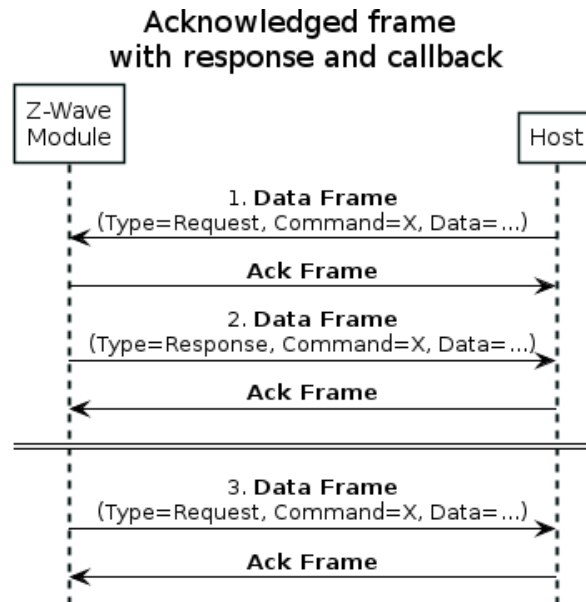 Acknowledged frame
with response and callback
Z-Wave
Module
Host
1. Data Frame
(Type=Request, Command=X, Data=...)
Ack Frame
2. Data Frame
(Type=Response, Command=X, Data=...)
Ack Frame
3. Data Frame
(Type=Request, Command=X, Data=...)
Ack Frame